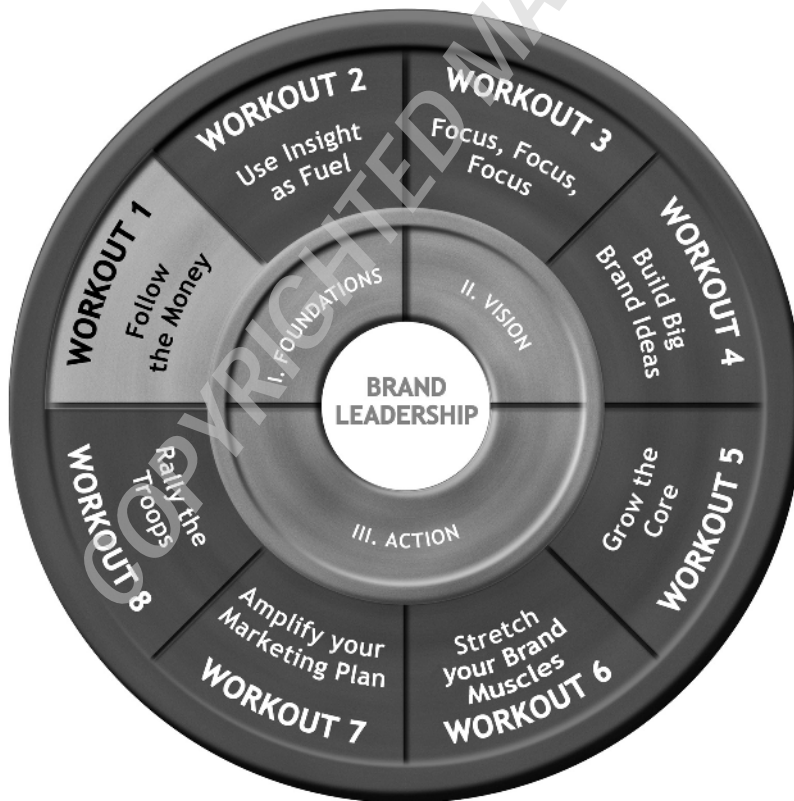 WORKOUT 1
Follow
the Money
WORKOUT 2
Use Insight
as Fuel
WORKOUT 3
Focus, Focus,
Focus
WORKOUT 4
Build Big
Brand Ideas
WORKOUT 5
Grow the
Core
WORKOUT 6
Stretch
your Brand
Muscles
WORKOUT 7
Amplify your
Marketing Plan
WORKOUT 8
Rally the
Troops
I. FOUNDATIONS
II. VISION
III. ACTION
BRAND
LEADERSHIP
COPYRIGHTED